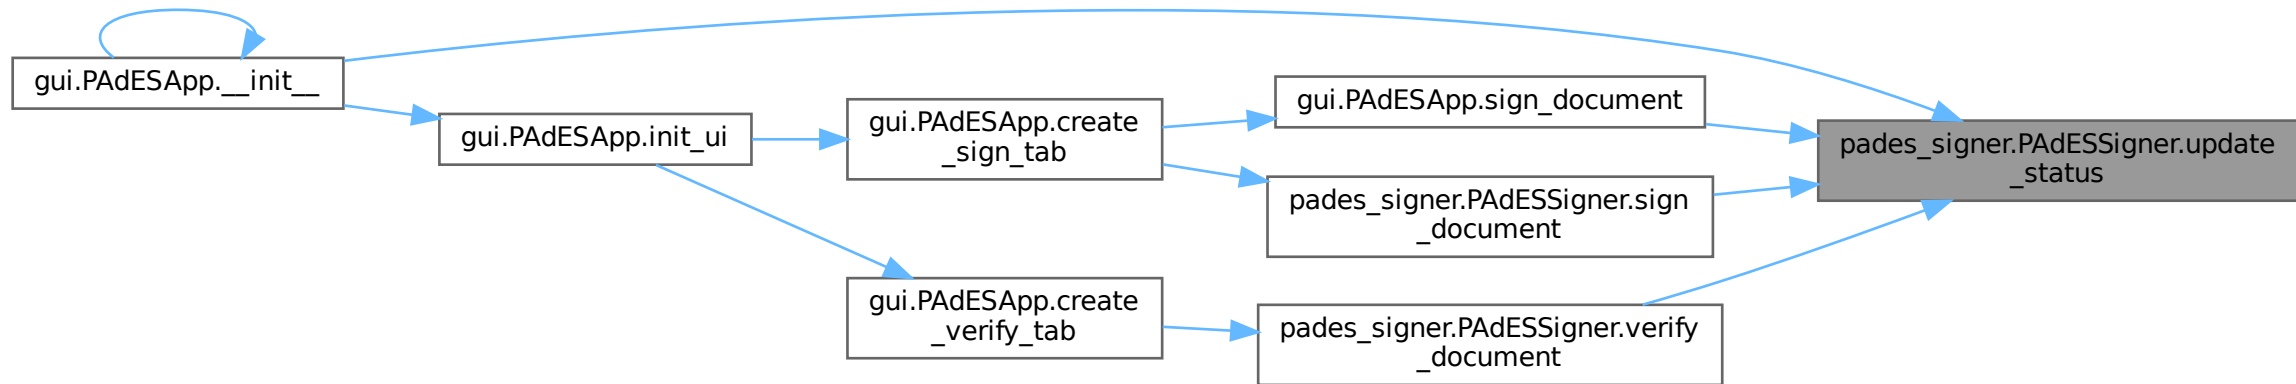 gui.PAdESApp.__init__
gui.PAdESApp.init_ui
gui.PAdESApp.create
_sign_tab
gui.PAdESApp.sign_document
pades_signer.PAdESSigner.sign
_document
pades_signer.PAdESSigner.update
_status
gui.PAdESApp.create
_verify_tab
pades_signer.PAdESSigner.verify
_document